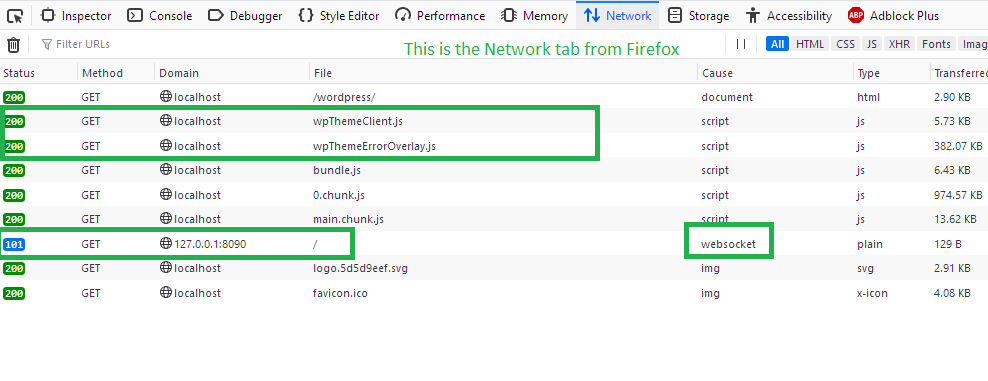 Inspector Console Debugger Style Editor Performance Memory Network Storage Accessibility ABP Adblock Plus
Filter URLs This is the Network tab from Firefox All HTML CSS JS XHR Fonts Imag
Status Method Domain File Cause Type Transferred
200 GET localhost /wordpress/ document html 2.90 KB
200 GET localhost wpThemeClient.js script js 5.73 KB
200 GET localhost wpThemeErrorOverlay.js script js 382.07 KB
200 GET localhost bundle.js script js 6.43 KB
200 GET localhost 0.chunk.js script js 974.57 KB
200 GET localhost main.chunk.js script js 13.62 KB
101 GET 127.0.0.1:8090 / websocket plain 129 B
200 GET localhost logo.5d5d9eef.svg img svg 2.91 KB
200 GET localhost favicon.ico img x-icon 4.08 KB